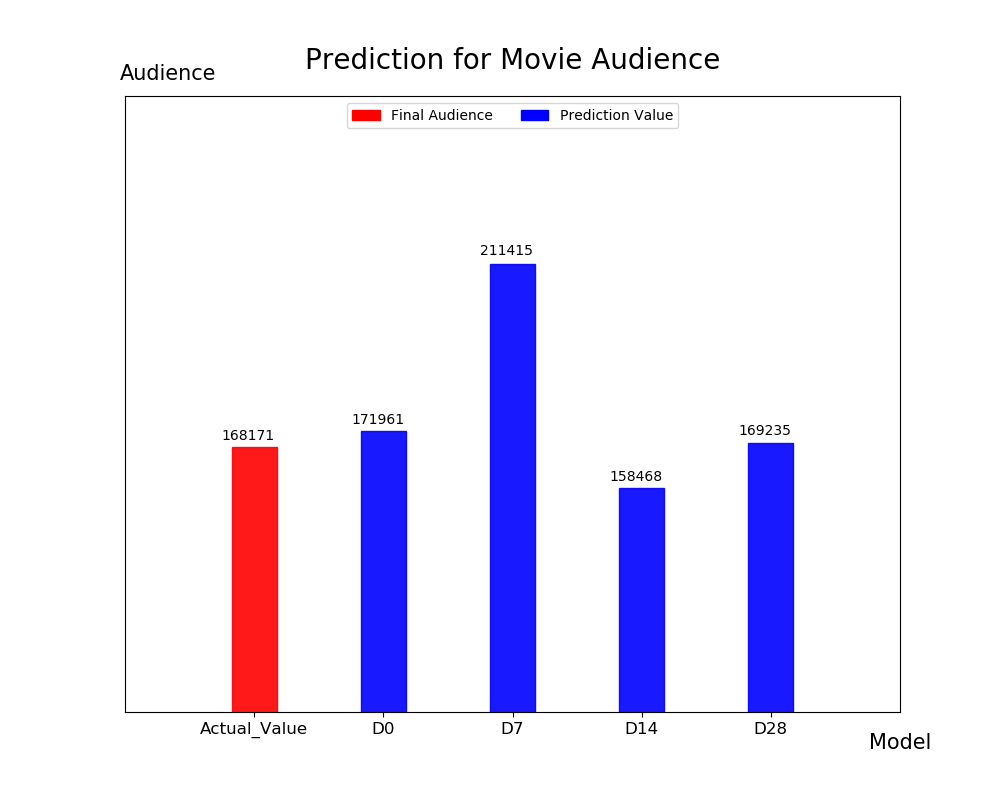 Prediction for Movie Audience
Audience
Final Audience Prediction Value
211415
171961
169235
168171
158468
Actual_Value D0 D7 D14 D28
Model